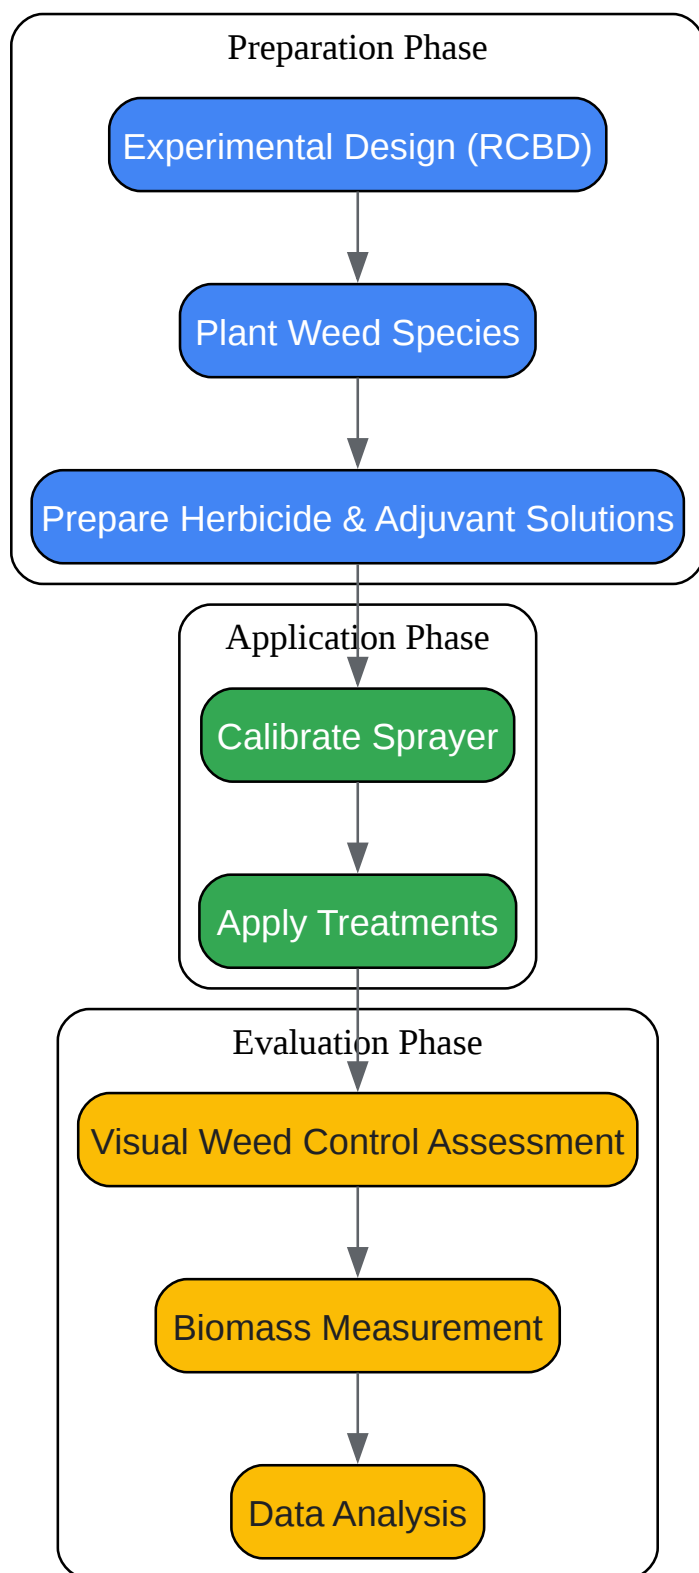 Preparation Phase
Experimental Design (RCBD)
Plant Weed Species
Prepare Herbicide & Adjuvant Solutions
Application Phase
Calibrate Sprayer
Apply Treatments
Evaluation Phase
Visual Weed Control Assessment
Biomass Measurement
Data Analysis